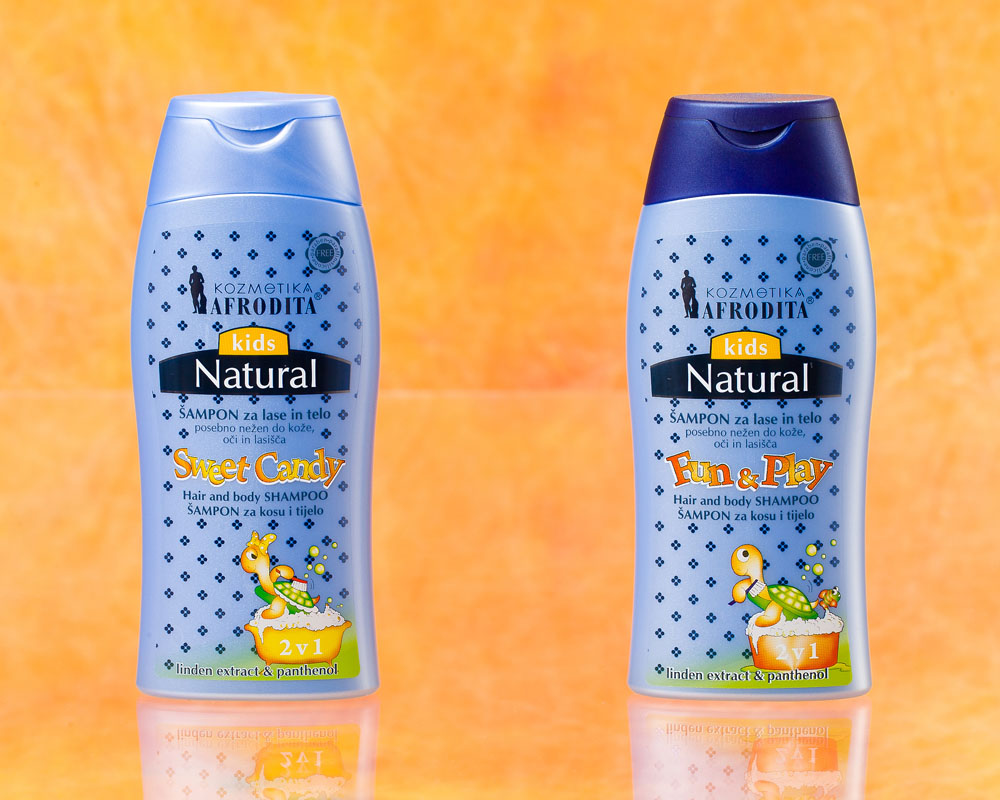 FREE
KOZMETIKA
AFRODITA®
kids
Natural
ŠAMPON za lase in telo
posebno nežen do kože,
oči in lasišča
Sweet Candy
Hair and body SHAMPOO
ŠAMPON za kosu i tijelo
2 v 1
linden extract & panthenol
FREE
KOZMETIKA
AFRODITA®
kids
Natural
ŠAMPON za lase in telo
posebno nežen do kože,
oči in lasišča
Fun & Play
Hair and body SHAMPOO
ŠAMPON za kosu i tijelo
2 v 1
linden extract & panthenol